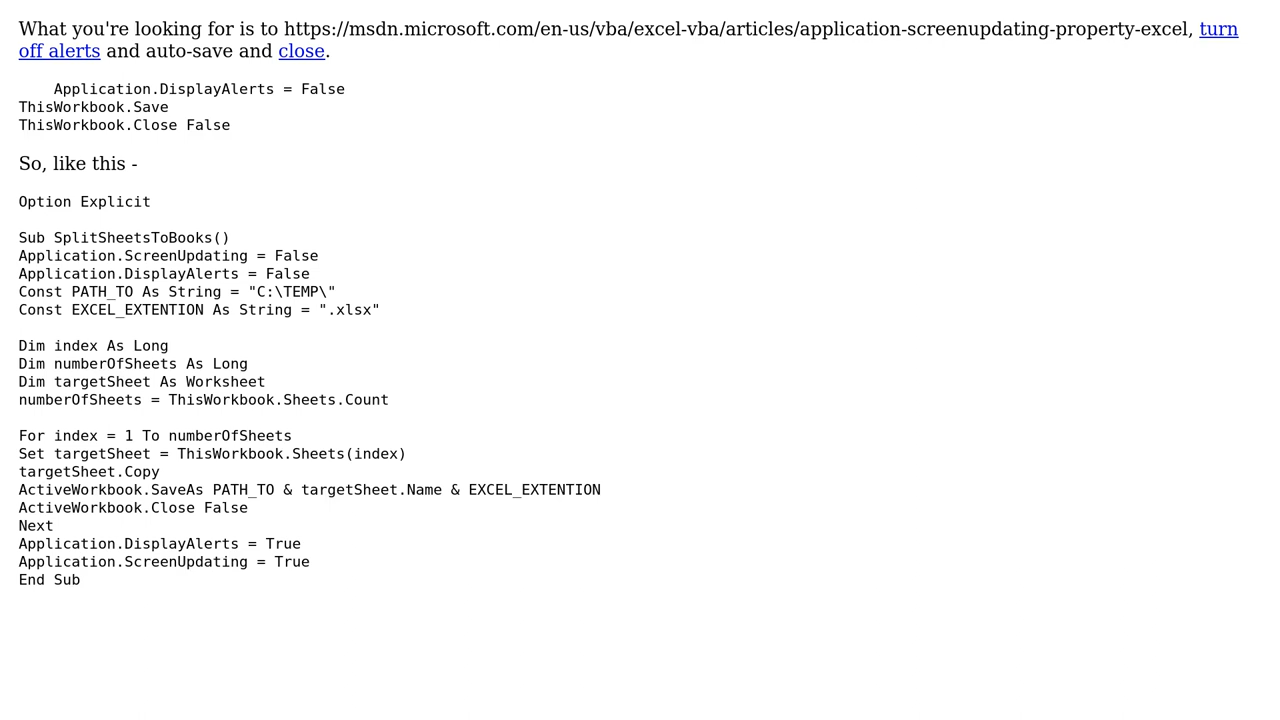 What you're looking for is to https://msdn.microsoft.com/en-us/vba/excel-vba/articles/application-screenupdating-property-excel, turn
off alerts and auto-save and close.
    Application.DisplayAlerts = False
ThisWorkbook.Save
ThisWorkbook.Close False
So, like this -
Option Explicit
Sub SplitSheetsToBooks()
Application.ScreenUpdating = False
Application.DisplayAlerts = False
Const PATH_TO As String = "C:\TEMP\"
Const EXCEL_EXTENTION As String = ".xlsx"
Dim index As Long
Dim numberOfSheets As Long
Dim targetSheet As Worksheet
numberOfSheets = ThisWorkbook.Sheets.Count
For index = 1 To numberOfSheets
Set targetSheet = ThisWorkbook.Sheets(index)
targetSheet.Copy
ActiveWorkbook.SaveAs PATH_TO & targetSheet.Name & EXCEL_EXTENTION
ActiveWorkbook.Close False
Next
Application.DisplayAlerts = True
Application.ScreenUpdating = True
End Sub